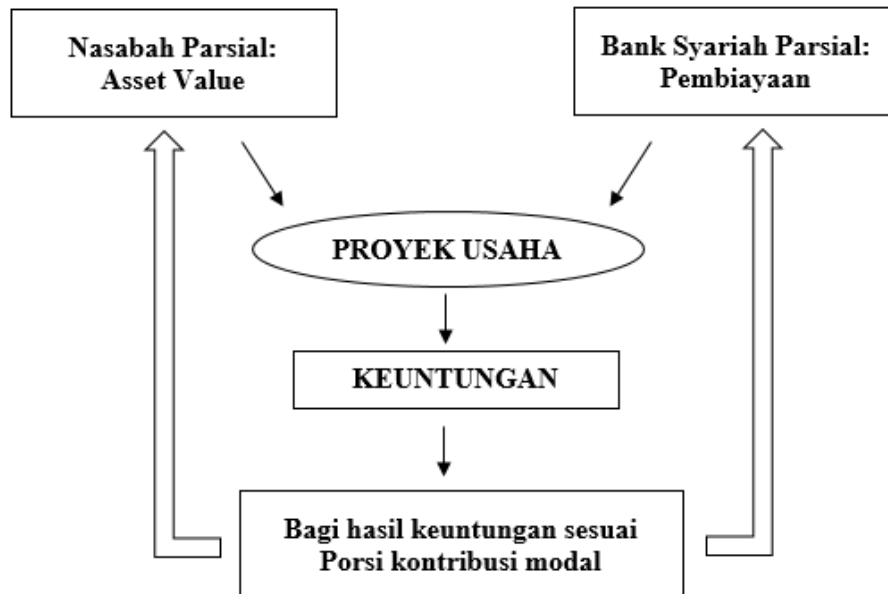 Nasabah Parsial:
Asset Value
Bank Syariah Parsial:
Pembiayaan
PROYEK USAHA
KEUNTUNGAN
Bagi hasil keuntungan sesuai
Porsi kontribusi modal